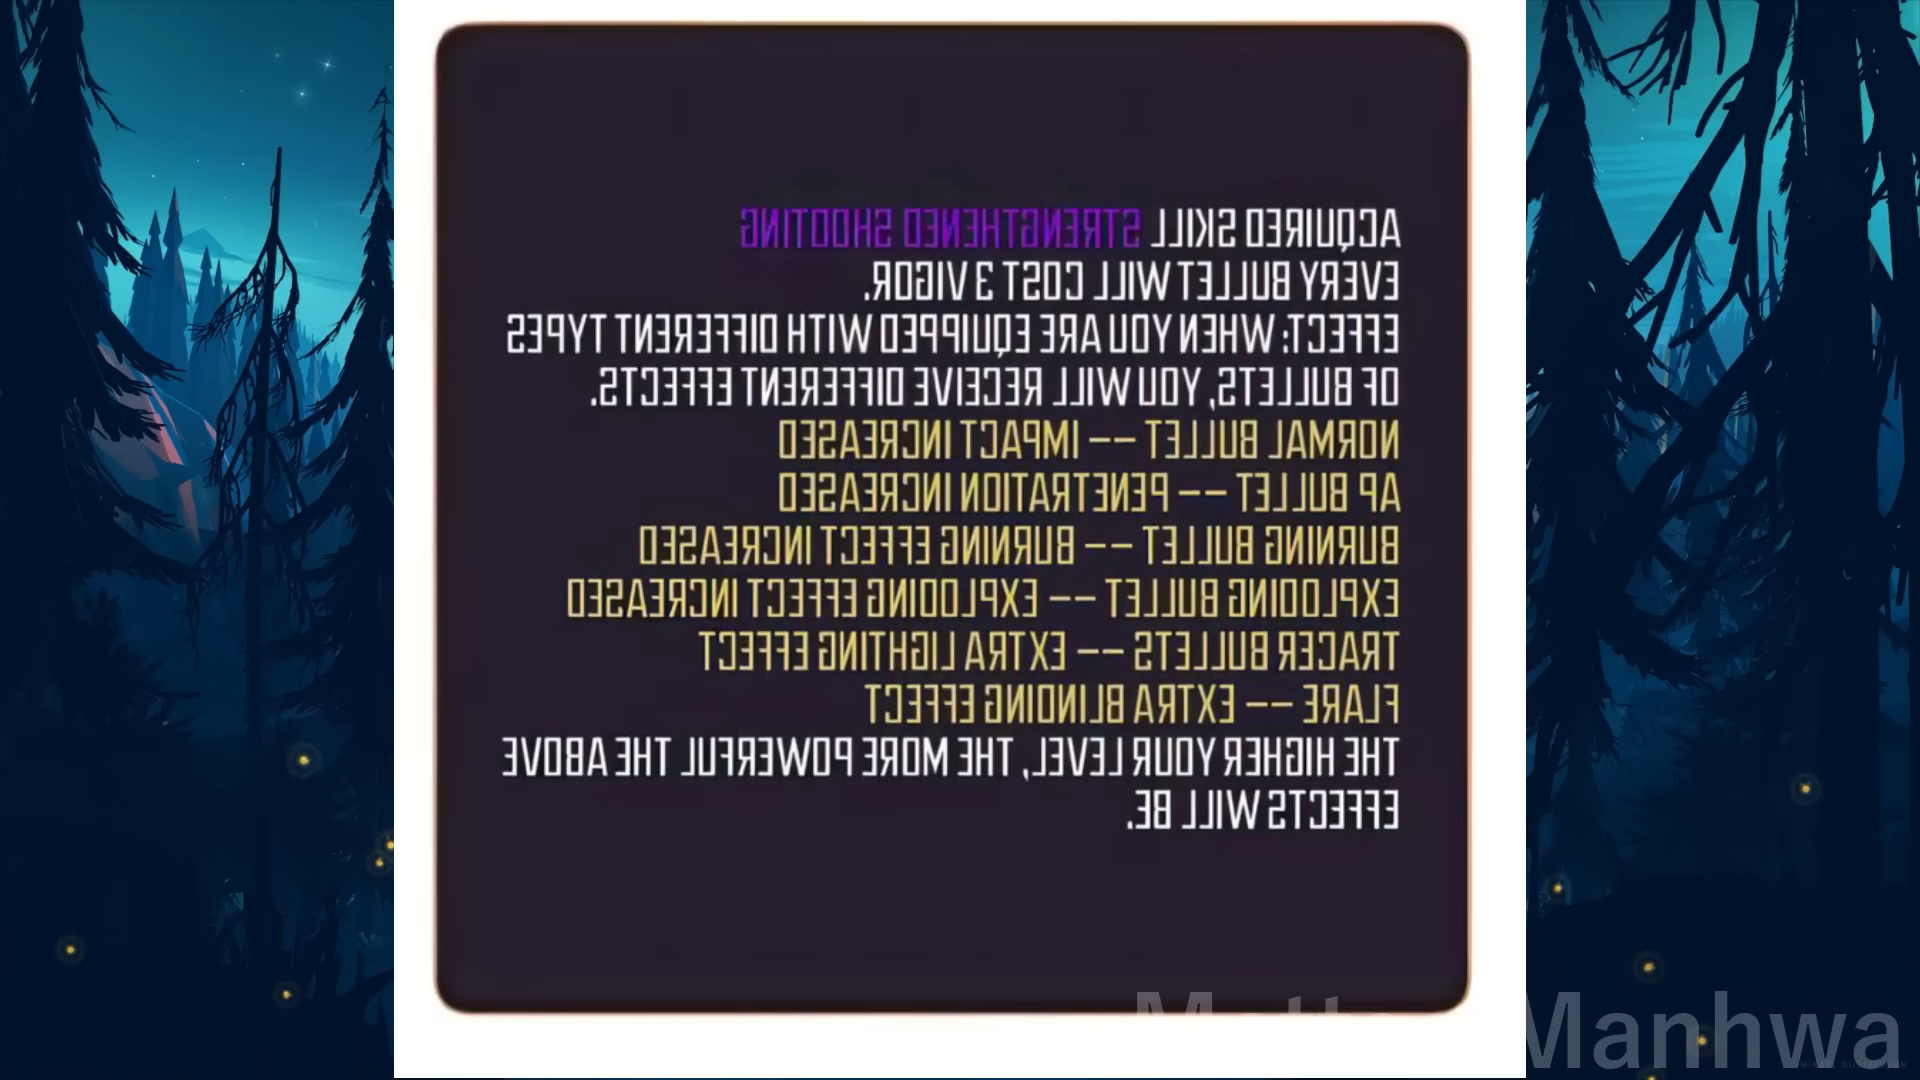 ACQUIRED SKILL STRENGTHENED SHOOTING
EVERY BULLET WILL COST 3 VIGOR.
EFFECT: WHEN YOU ARE EQUIPPED WITH DIFFERENT TYPES
OF BULLETS, YOU WILL RECEIVE DIFFERENT EFFECTS.
NORMAL BULLET -- IMPACT INCREASED
AP BULLET -- PENETRATION INCREASED
BURNING BULLET -- BURNING EFFECT INCREASED
EXPLODING BULLET -- EXPLODING EFFECT INCREASED
TRACER BULLETS -- EXTRA LIGHTING EFFECT
FLARE -- EXTRA BLINDING EFFECT
THE HIGHER YOUR LEVEL, THE MORE POWERFUL THE ABOVE
EFFECTS WILL BE.
Manhwa